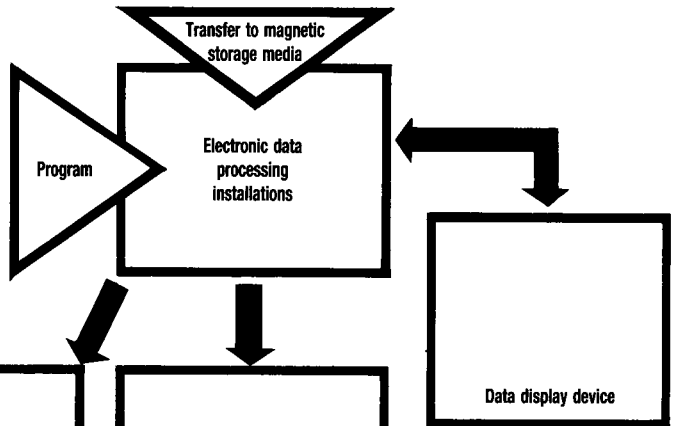 Transfer to magnetic
storage media
Program
Electronic data
processing
installations
Data display device